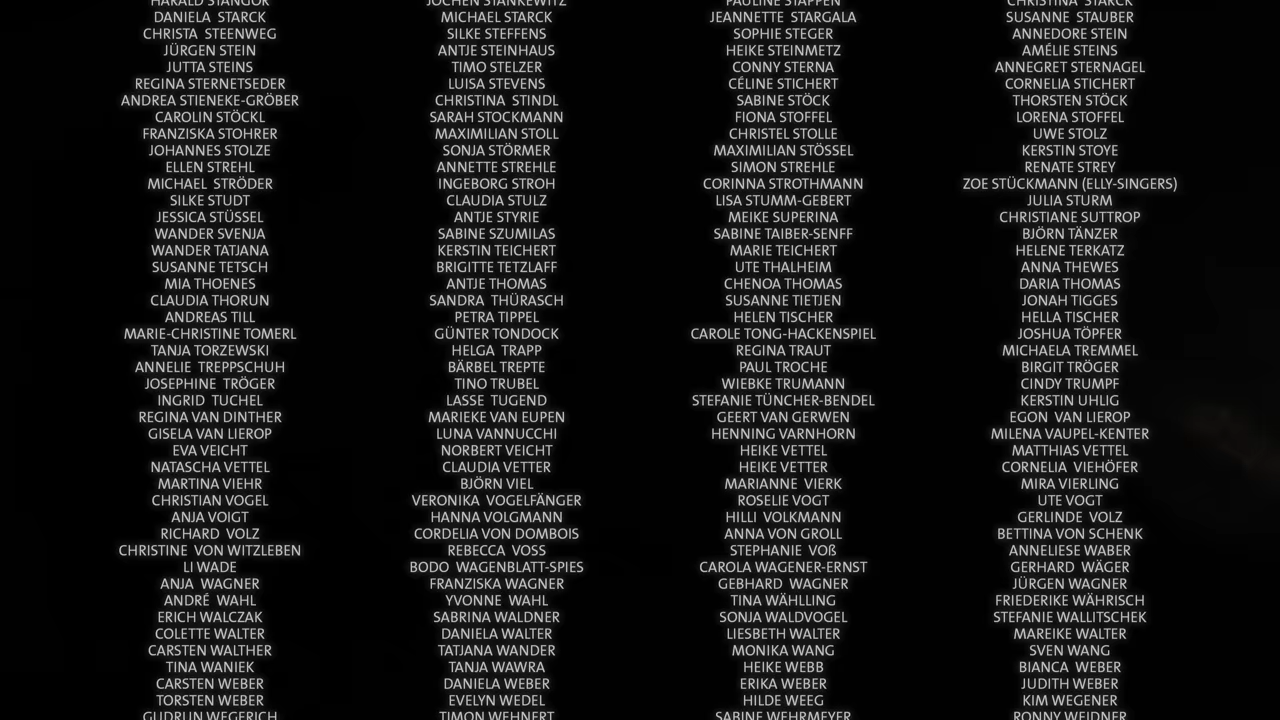 HARALD STANGOR JOCHEN STANKEWITZ PAULINE STAPPEN CHRISTINA STARCK
DANIELA STARCK MICHAEL STARCK JEANNETTE STARGALA SUSANNE STAUBER
CHRISTA STEENWEG SILKE STEFFENS SOPHIE STEGER ANNEDORE STEIN
JÜRGEN STEIN ANTJE STEINHAUS HEIKE STEINMETZ AMÉLIE STEINS
JUTTA STEINS TIMO STELZER CONNY STERNA ANNEGRET STERNAGEL
REGINA STERNETSEDER LUISA STEVENS CÉLINE STICHERT CORNELIA STICHERT
ANDREA STIENEKE-GRÖBER CHRISTINA STINDL SABINE STÖCK THORSTEN STÖCK
CAROLIN STÖCKL SARAH STOCKMANN FIONA STOFFEL LORENA STOFFEL
FRANZISKA STOHRER MAXIMILIAN STOLL CHRISTEL STOLLE UWE STOLZ
JOHANNES STOLZE SONJA STÖRMER MAXIMILIAN STÖSSEL KERSTIN STOYE
ELLEN STREHL ANNETTE STREHLE SIMON STREHLE RENATE STREY
MICHAEL STRÖDER INGEBORG STROH CORINNA STROTHMANN ZOE STÜCKMANN (ELLY-SINGERS)
SILKE STUDT CLAUDIA STULZ LISA STUMM-GEBERT JULIA STURM
JESSICA STÜSSEL ANTJE STYRIE MEIKE SUPERINA CHRISTIANE SUTTROP
WANDER SVENJA SABINE SZUMILAS SABINE TAIBER-SENFF BJÖRN TÄNZER
WANDER TATJANA KERSTIN TEICHERT MARIE TEICHERT HELENE TERKATZ
SUSANNE TETSCH BRIGITTE TETZLAFF UTE THALHEIM ANNA THEWES
MIA THOENES ANTJE THOMAS CHENOA THOMAS DARIA THOMAS
CLAUDIA THORUN SANDRA THÜRASCH SUSANNE TIETJEN JONAH TIGGES
ANDREAS TILL PETRA TIPPEL HELEN TISCHER HELLA TISCHER
MARIE-CHRISTINE TOMERL GÜNTER TONDOCK CAROLE TONG-HACKENSPIEL JOSHUA TÖPFER
TANJA TORZEWSKI HELGA TRAPP REGINA TRAUT MICHAELA TREMMEL
ANNELIE TREPPSCHUH BÄRBEL TREPTE PAUL TROCHE BIRGIT TRÖGER
JOSEPHINE TRÖGER TINO TRUBEL WIEBKE TRUMANN CINDY TRUMPF
INGRID TUCHEL LASSE TUGEND STEFANIE TÜNCHER-BENDEL KERSTIN UHLIG
REGINA VAN DINTHER MARIEKE VAN EUPEN GEERT VAN GERWEN EGON VAN LIEROP
GISELA VAN LIEROP LUNA VANNUCCHI HENNING VARNHORN MILENA VAUPEL-KENTER
EVA VEICHT NORBERT VEICHT HEIKE VETTEL MATTHIAS VETTEL
NATASCHA VETTEL CLAUDIA VETTER HEIKE VETTER CORNELIA VIEHÖFER
MARTINA VIEHR BJÖRN VIEL MARIANNE VIERK MIRA VIERLING
CHRISTIAN VOGEL VERONIKA VOGELFÄNGER ROSELIE VOGT UTE VOGT
ANJA VOIGT HANNA VOLGMANN HILLI VOLKMANN GERLINDE VOLZ
RICHARD VOLZ CORDELIA VON DOMBOIS ANNA VON GROLL BETTINA VON SCHENK
CHRISTINE VON WITZLEBEN REBECCA VOSS STEPHANIE VOß ANNELIESE WABER
LI WADE BODO WAGENBLATT-SPIES CAROLA WAGENER-ERNST GERHARD WÄGER
ANJA WAGNER FRANZISKA WAGNER GEBHARD WAGNER JÜRGEN WAGNER
ANDRÉ WAHL YVONNE WAHL TINA WÄHLLING FRIEDERIKE WÄHRISCH
ERICH WALCZAK SABRINA WALDNER SONJA WALDVOGEL STEFANIE WALLITSCHEK
COLETTE WALTER DANIELA WALTER LIESBETH WALTER MAREIKE WALTER
CARSTEN WALTHER TATJANA WANDER MONIKA WANG SVEN WANG
TINA WANIEK TANJA WAWRA HEIKE WEBB BIANCA WEBER
CARSTEN WEBER DANIELA WEBER ERIKA WEBER JUDITH WEBER
TORSTEN WEBER EVELYN WEDEL HILDE WEEG KIM WEGENER
GUDRUN WEGERICH TIMON WEHNERT SABINE WEHRMEYER RONNY WEIDNER